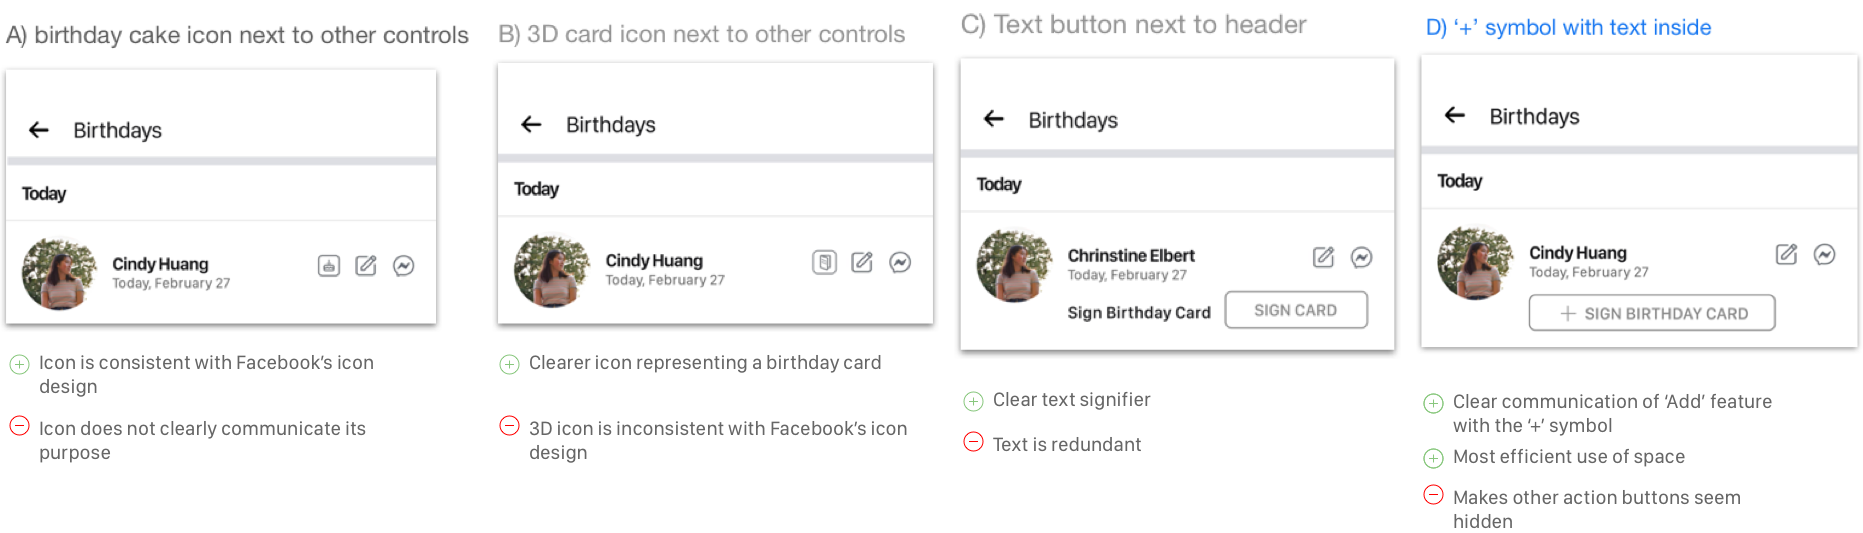 A) birthday cake icon next to other controls
Birthdays
Today
Cindy Huang
Today, February 27
Icon is consistent with Facebook’s icon
design
Icon does not clearly communicate its
purpose
B) 3D card icon next to other controls
Birthdays
Today
Cindy Huang
Today, February 27
Clearer icon representing a birthday card
3D icon is inconsistent with Facebook’s icon
design
C) Text button next to header
Birthdays
Today
Chrinstine Elbert
Today, February 27
Sign Birthday Card SIGN CARD
Clear text signifier
Text is redundant
D) ‘+’ symbol with text inside
Birthdays
Today
Cindy Huang
Today, February 27
+ SIGN BIRTHDAY CARD
Clear communication of ‘Add’ feature
with the ‘+’ symbol
Most efficient use of space
Makes other action buttons seem
hidden